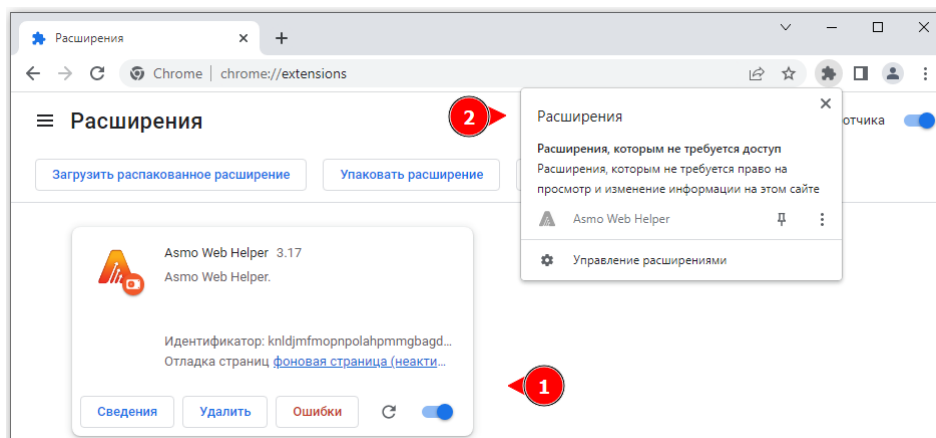 Расширения
Chrome | chrome://extensions
Расширения
2
Расширения
отчика
Загрузить распакованное расширение
Упаковать расширение
Расширения, которым не требуется доступ
Расширения, которым не требуется право на
просмотр и изменение информации на этом сайте
Asmo Web Helper
Управление расширениями
Asmo Web Helper 3.17
Asmo Web Helper.
Идентификатор: knldjmfmopnpolahpmmgbagd...
Отладка страниц фоновая страница (неакти...
1
Сведения
Удалить
Ошибки